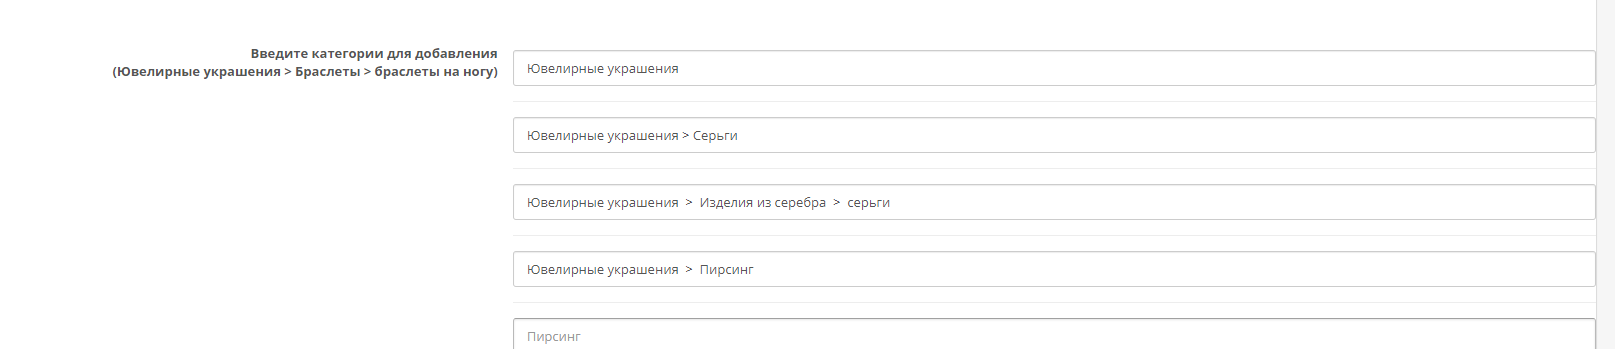 Введите категории для добавления
(Ювелирные украшения > Браслеты > браслеты на ногу)
Ювелирные украшения
Ювелирные украшения > Серьги
Ювелирные украшения > Изделия из серебра > серьги
Ювелирные украшения > Пирсинг
Пирсинг